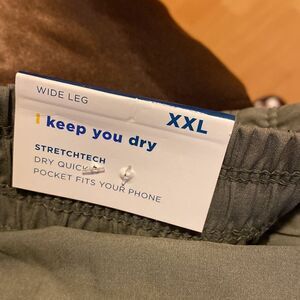 WIDE LEG
XXL
i keep you dry
STRETCHTECH
DRY QUICK
POCKET FITS YOUR PHONE